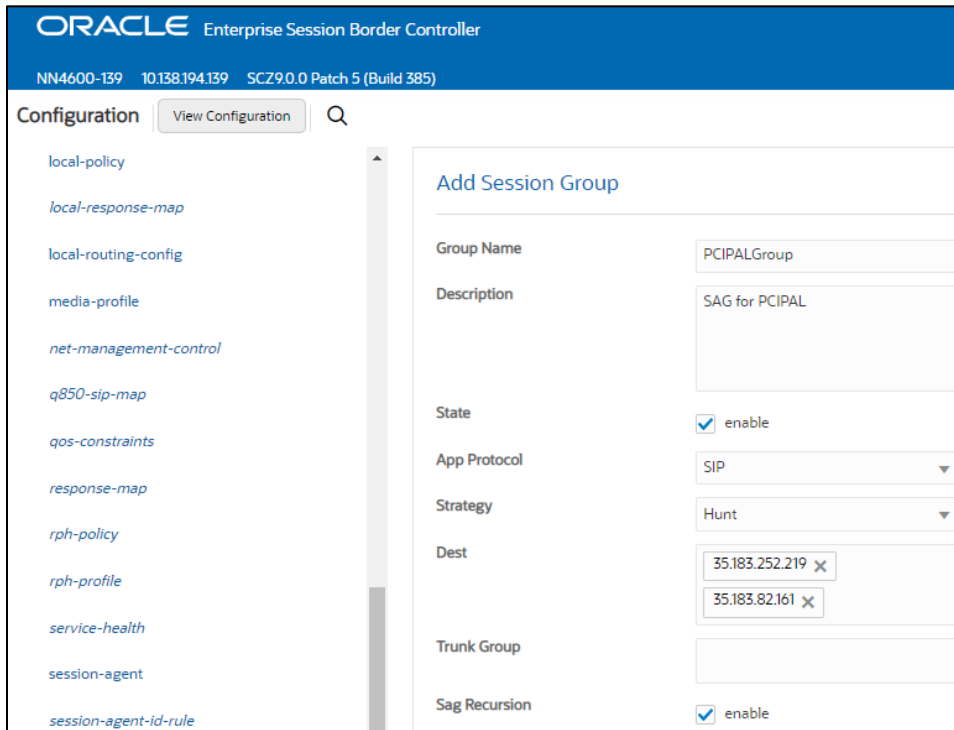 ORACLE Enterprise Session Border Controller
NN4600-139 10.138.194.139 SCZ9.0.0 Patch 5 (Build 385)
Configuration View Configuration
local-policy
local-response-map
local-routing-config
media-profile
net-management-control
q850-sip-map
qos-constraints
response-map
rph-policy
rph-profile
service-health
session-agent
session-agent-id-rule
Add Session Group
Group Name PCIPALGroup
Description SAG for PCIPAL
State enable
App Protocol SIP
Strategy Hunt
Dest 35.183.252.219
35.183.82.161
Trunk Group
Sag Recursion enable